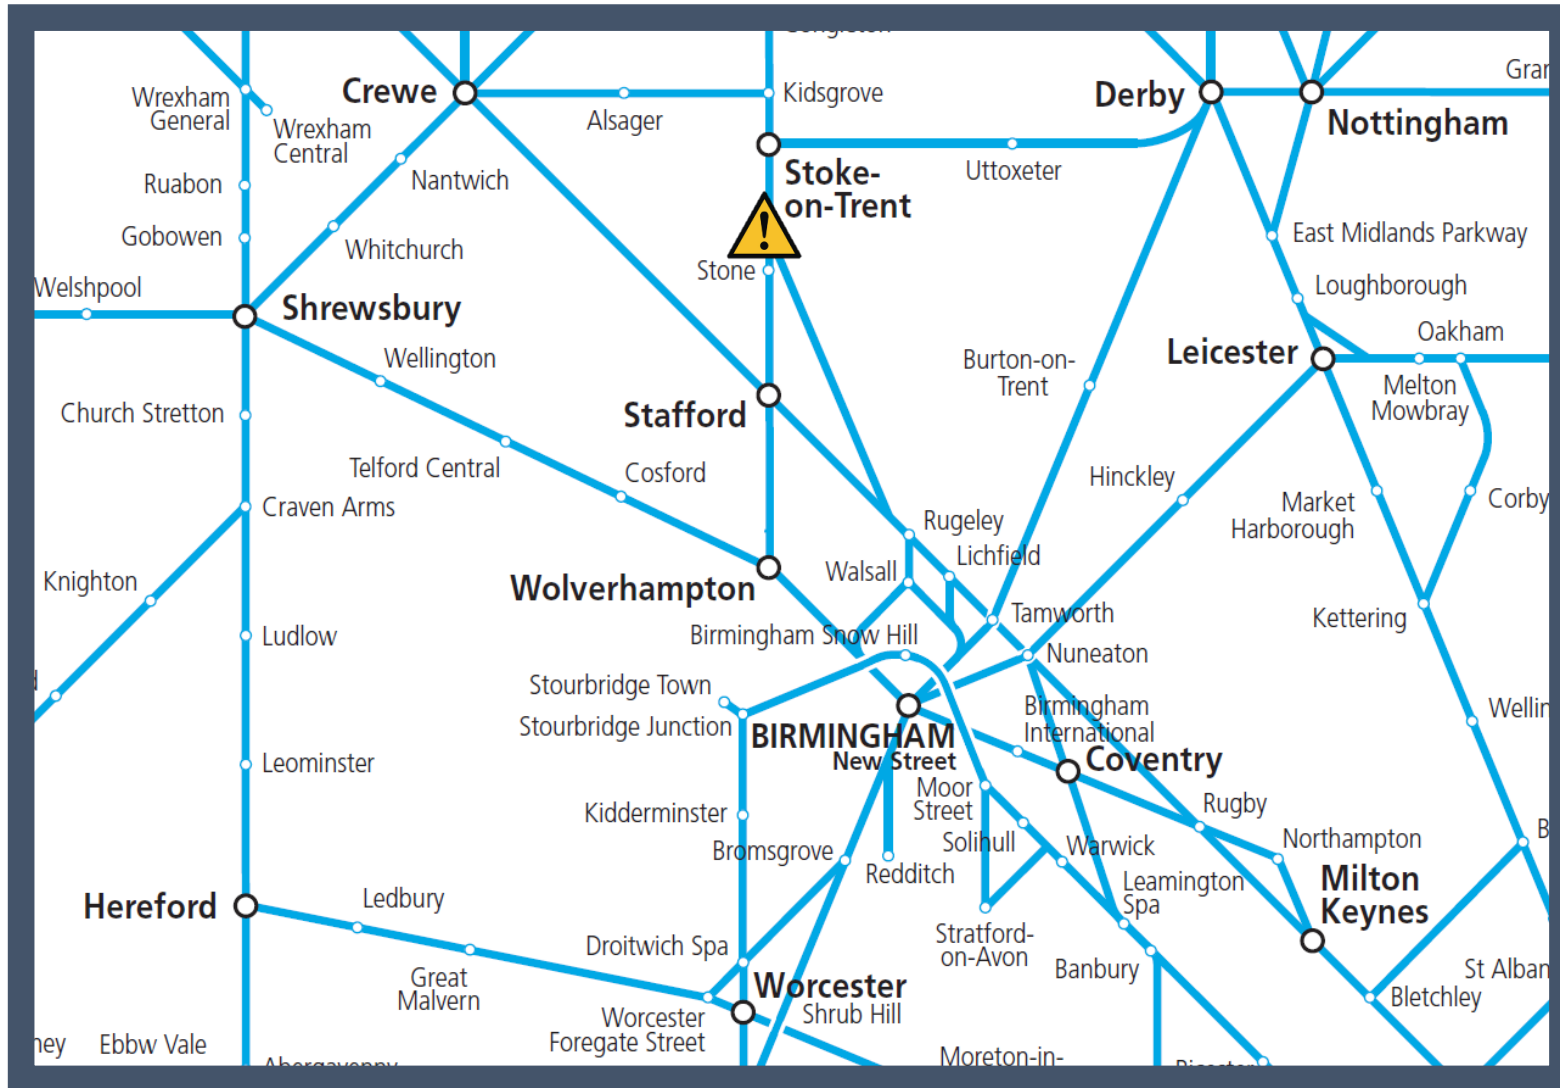 Crewe
Kidsgrove
Alsager
Derby
Nottingham
Wrexham
General
Wrexham
Central
Nantwich
Stoke-
on-Trent
!
Uttoxeter
Ruabon
Gobowen
Whitchurch
East Midlands Parkway
Stone
Welshpool
Shrewsbury
Loughborough
Oakham
Leicester
Wellington
Burton-on-
Trent
Melton
Mowbray
Church Stretton
Stafford
Telford Central
Cosford
Hinckley
Market
Harborough
Corby
Craven Arms
Rugeley
Lichfield
Walsall
Knighton
Wolverhampton
Tamworth
Kettering
Ludlow
Birmingham Snow Hill
Nuneaton
Stourbridge Town
Stourbridge Junction
Birmingham
International
BIRMINGHAM
New Street
Coventry
Leominster
Moor
Street
Rugby
Kidderminster
Solihull
Warwick
Northampton
Bromsgrove
Redditch
Leamington
Spa
Milton
Keynes
Hereford
Ledbury
Stratford-
on-Avon
Droitwich Spa
Banbury
Great
Malvern
Worcester
Shrub Hill
Bletchley
Worcester
Foregate Street
Ebbw Vale
Moreton-in-